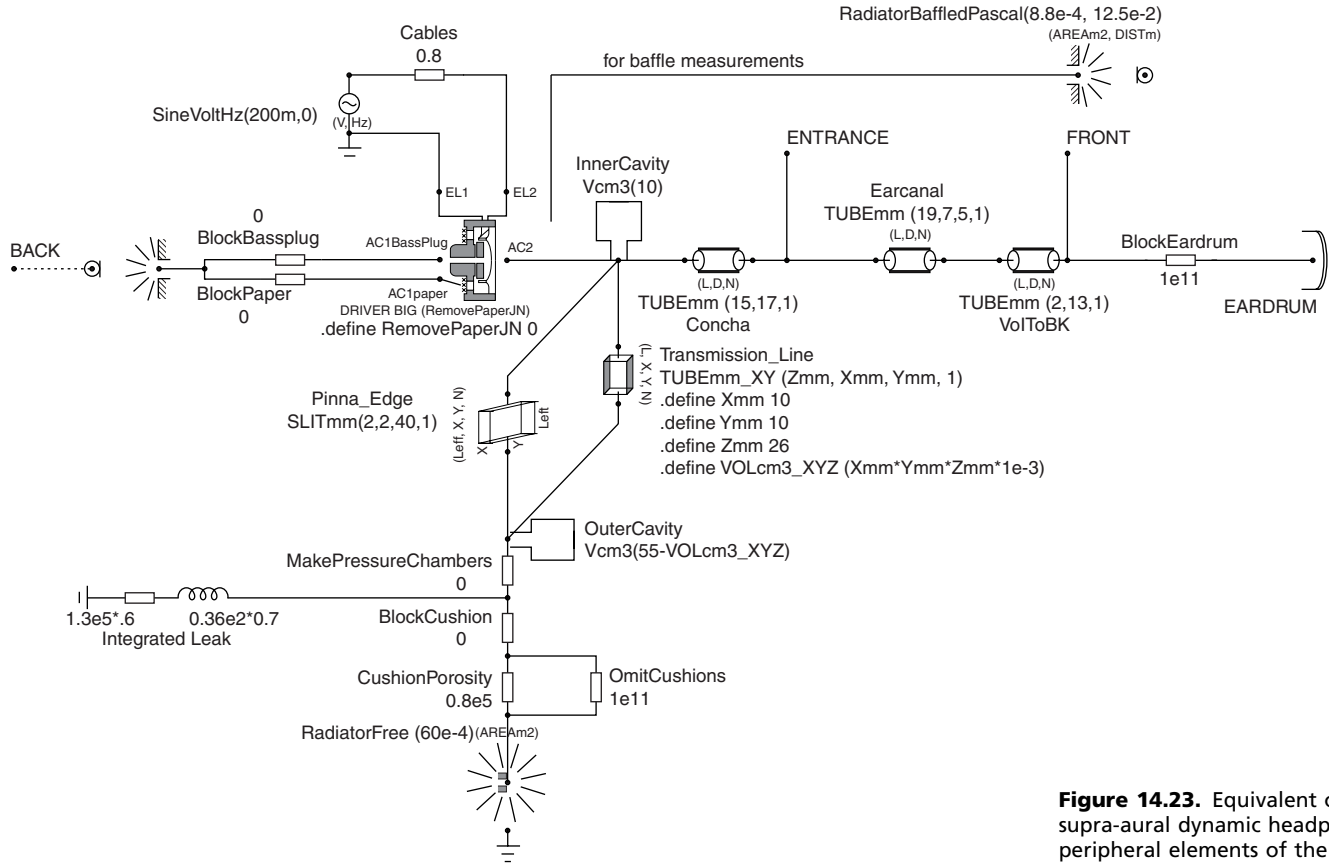 RadiatorBaffledPascal(8.8e-4, 12.5e-2)
(AREAm2, DISTm)
Cables
0.8
for baffle measurements
SineVoltHz(200m,0)
(V, Hz)
ENTRANCE
FRONT
InnerCavity
Vcm3(10)
Earcanal
TUBEmm (19,7,5,1)
(L,D,N)
EL1
EL2
0
BlockBassplug
BACK
AC1BassPlug
AC2
BlockEardrum
1e11
BlockPaper
0
AC1paper
DRIVER BIG (RemovePaperJN)
.define RemovePaperJN 0
(L,D,N)
TUBEmm (15,17,1)
Concha
(L,D,N)
TUBEmm (2,13,1)
VolToBK
EARDRUM
(L, X, Y, N)
Transmission_Line
TUBEmm_XY (Zmm, Xmm, Ymm, 1)
.define Xmm 10
.define Ymm 10
.define Zmm 26
.define VOLcm3_XYZ (Xmm*Ymm*Zmm*1e-3)
Pinna_Edge
SLITmm(2,2,40,1)
(Leff, X, Y, N)
X
Y
Left
OuterCavity
Vcm3(55-VOLcm3_XYZ)
MakePressureChambers
0
1.3e5*.6
0.36e2*0.7
Integrated Leak
BlockCushion
0
CushionPorosity
0.8e5
OmitCushions
1e11
RadiatorFree (60e-4) (AREAm2)
Figure 14.23. Equivalent
supra-aural dynamic
peripheral elements of the